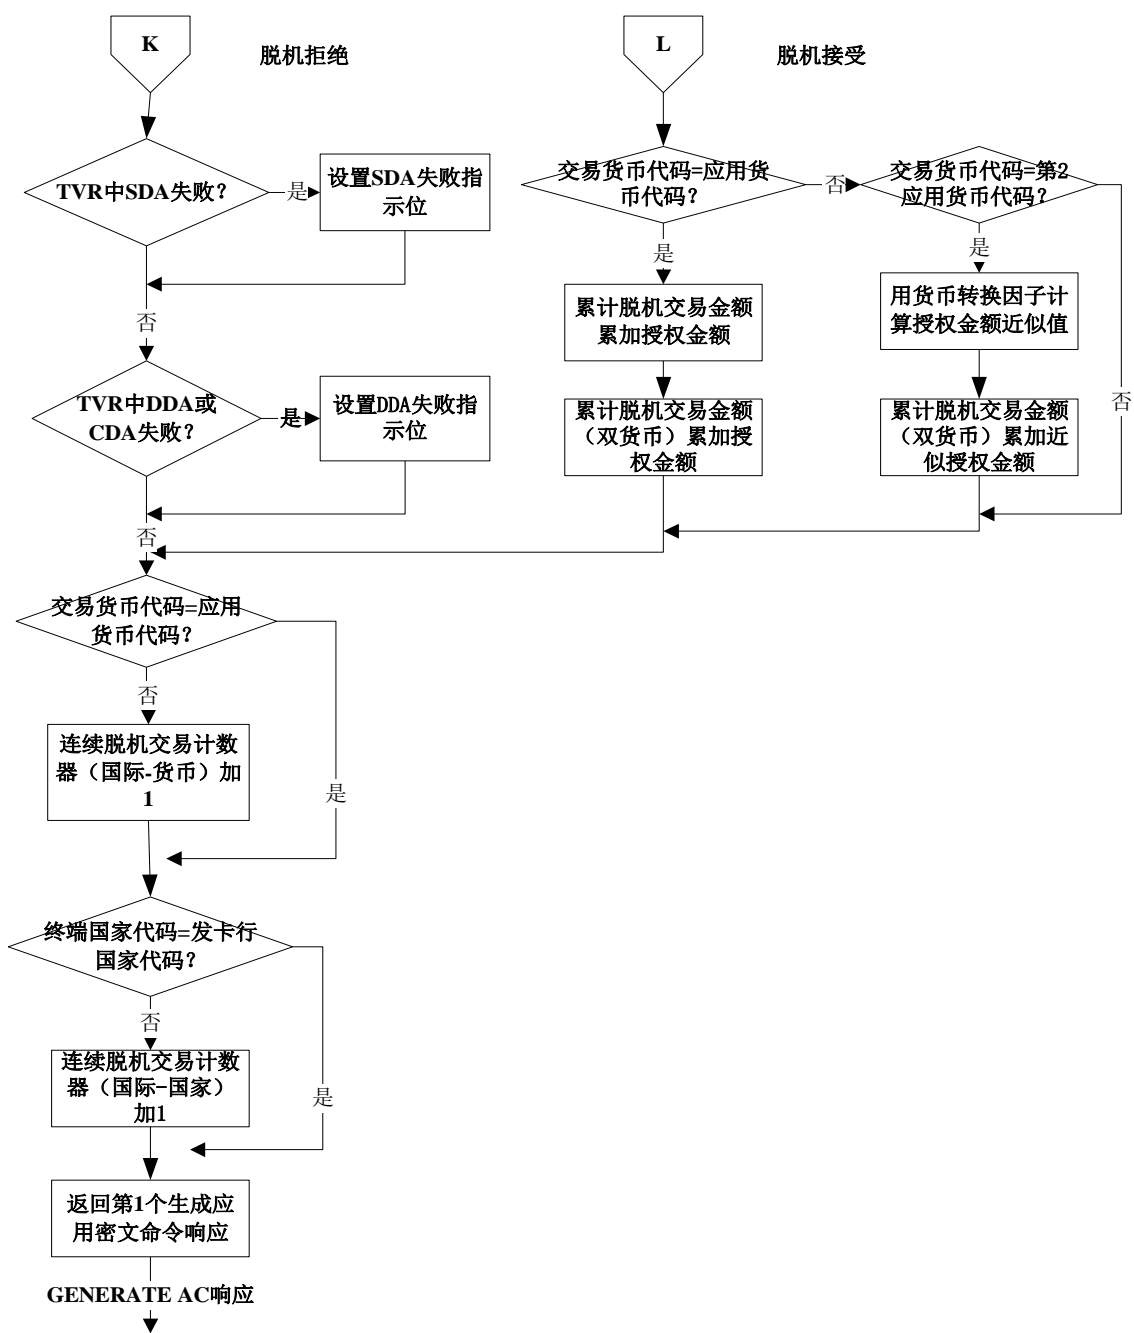 K
脱机拒绝
L
脱机接受
TVR中SDA失败？
是
设置SDA失败指
示位
交易货币代码=应用货
币代码？
否
交易货币代码=第2
应用货币代码？
是
是
累计脱机交易金额
累加授权金额
用货币转换因子计
算授权金额近似值
否
TVR中DDA或
CDA失败？
是
设置DDA失败指
示位
累计脱机交易金额
（双货币）累加授
权金额
累计脱机交易金额
（双货币）累加近
似授权金额
否
否
交易货币代码=应用
货币代码？
否
连续脱机交易计数
器（国际-货币）加
1
是
终端国家代码=发卡行
国家代码？
否
连续脱机交易计数
器（国际-国家）
加1
是
返回第1个生成应
用密文命令响应
GENERATE AC响应